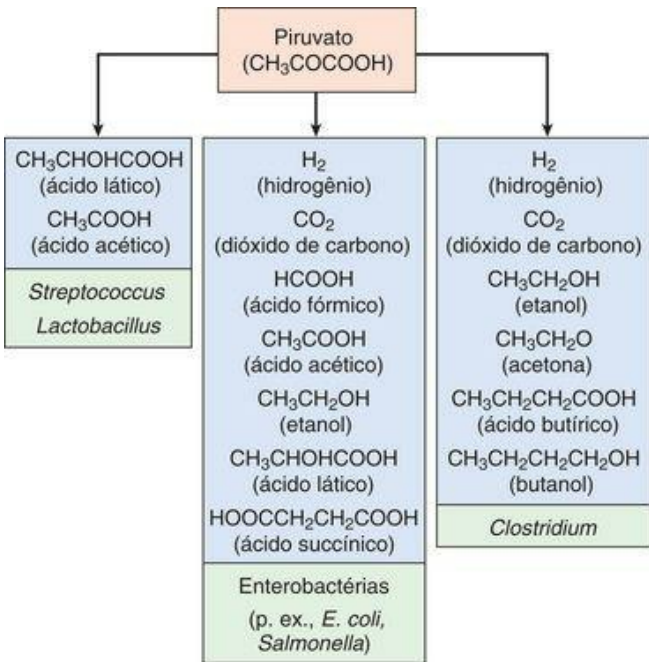 Piruvato
(CH₃COCOOH)
CH₃CHOHCOOH
(ácido lático)
CH₃COOH
(ácido acético)
Streptococcus
Lactobacillus
H₂
(hidrogênio)
CO₂
(dióxido de carbono)
HCOOH
(ácido fórmico)
CH₃COOH
(ácido acético)
CH₃CH₂OH
(etanol)
CH₃CHOHCOOH
(ácido lático)
HOOCCH₂CH₂COOH
(ácido succínico)
Enterobactérias
(p. ex., E. coli,
Salmonella)
H₂
(hidrogênio)
CO₂
(dióxido de carbono)
CH₃CH₂OH
(etanol)
CH₃CH₂O
(acetona)
CH₃CH₂CH₂COOH
(ácido butírico)
CH₃CH₂CH₂CH₂OH
(butanol)
Clostridium